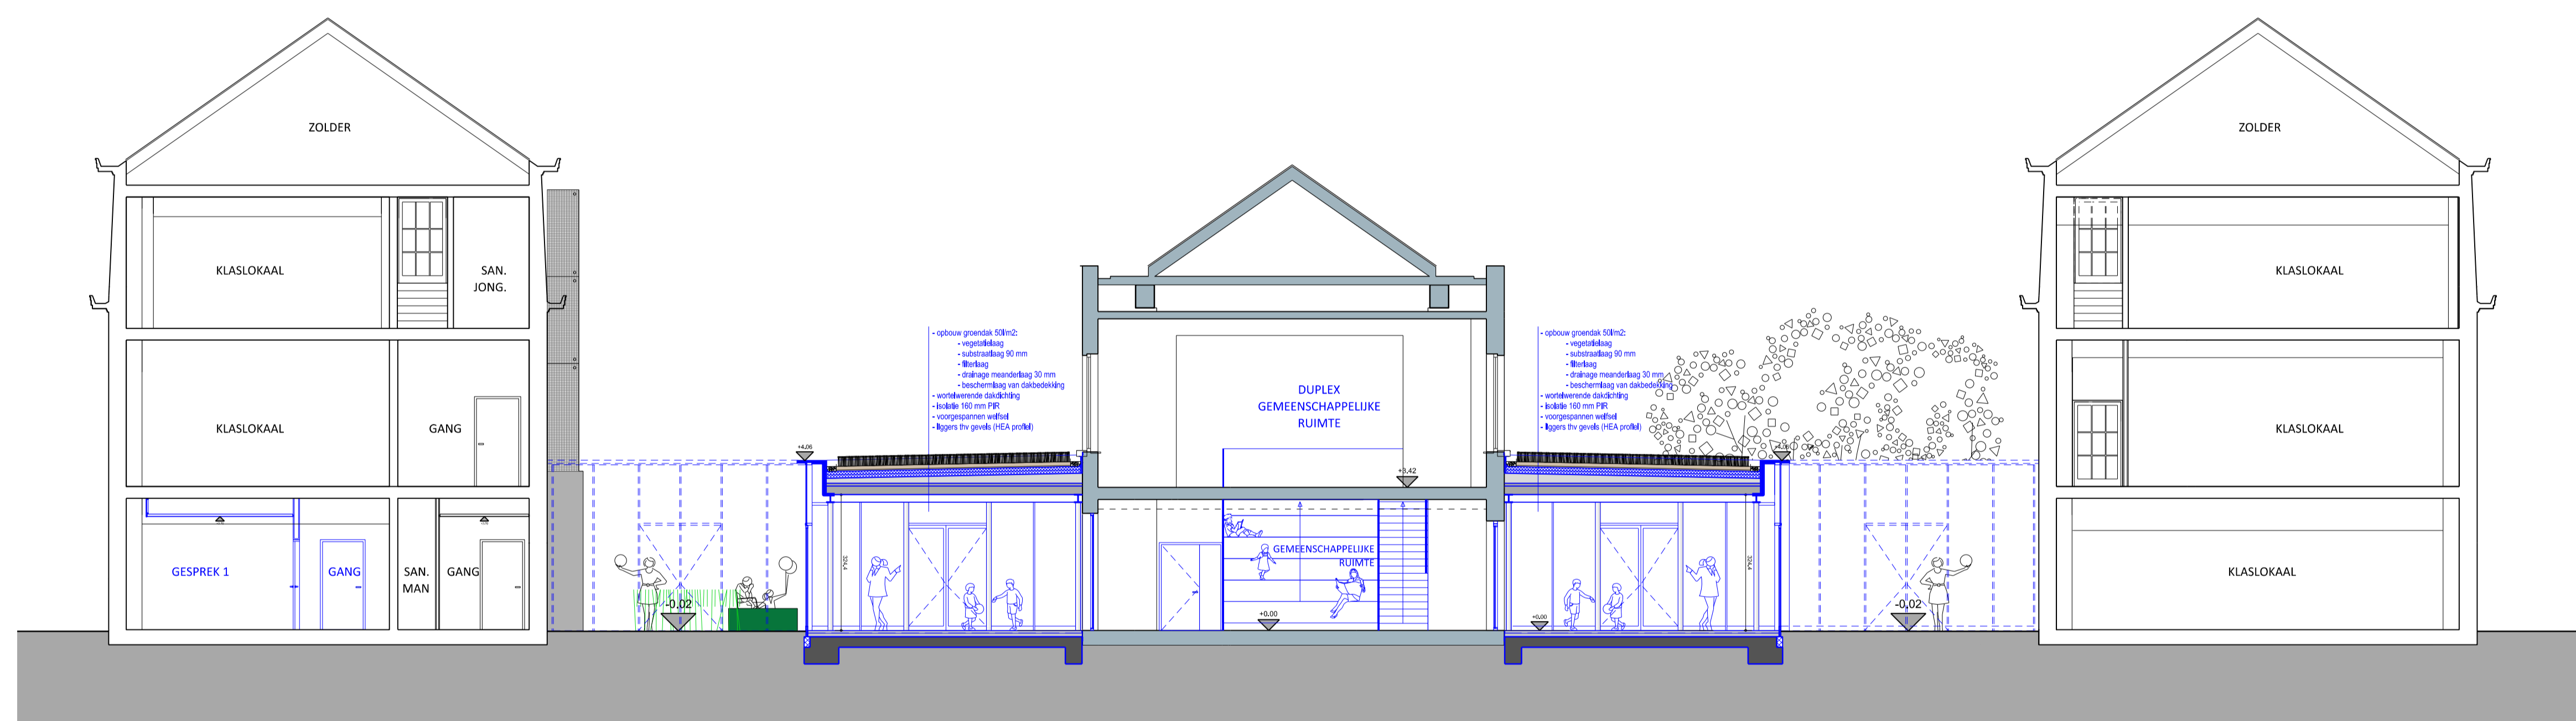 ZOLDER
KLASLOKAAL
SAN.
JONG.
KLASLOKAAL
GANG
GESPREK 1
GANG
SAN.
MAN
GANG
-0.02
+4,06
- opbouw groendak 50l/m2:
- vegetatielaag
- substraatlaag 90 mm
- filterlaag
- drainage meanderlaag 30 mm
- beschermlaag van dakbedekking
- wortelwerende dakdichting
- isolatie 160 mm PIR
- voorgespannen welfsel
- liggers thv gevels (HEA profiel)
324,4
DUPLEX
GEMEENSCHAPPELIJKE
RUIMTE
+3,42
GEMEENSCHAPPELIJKE
RUIMTE
+0.00
- opbouw groendak 50l/m2:
- vegetatielaag
- substraatlaag 90 mm
- filterlaag
- drainage meanderlaag 30 mm
- beschermlaag van dakbedekking
- wortelwerende dakdichting
- isolatie 160 mm PIR
- voorgespannen welfsel
- liggers thv gevels (HEA profiel)
+0,00
324,4
-0.02
ZOLDER
KLASLOKAAL
KLASLOKAAL
KLASLOKAAL